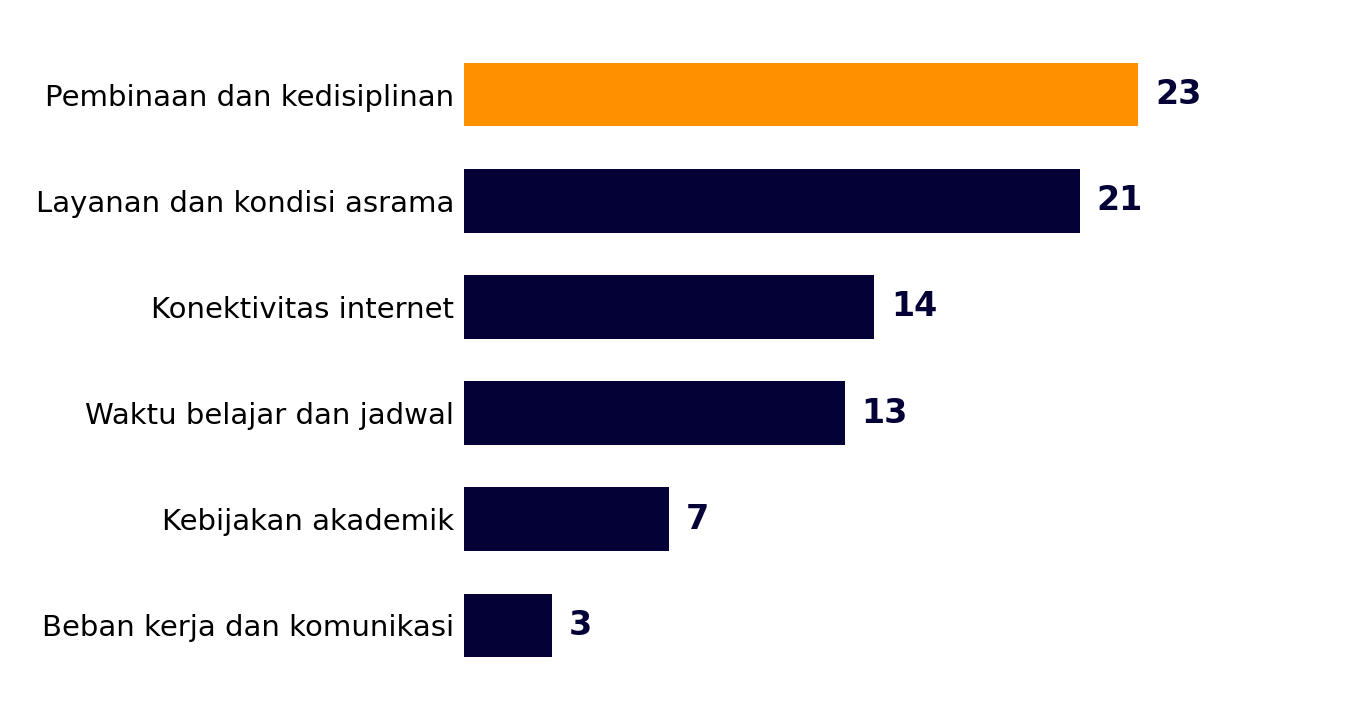 Pembinaan dan kedisiplinan 23
Layanan dan kondisi asrama 21
Konektivitas internet 14
Waktu belajar dan jadwal 13
Kebijakan akademik 7
Beban kerja dan komunikasi 3